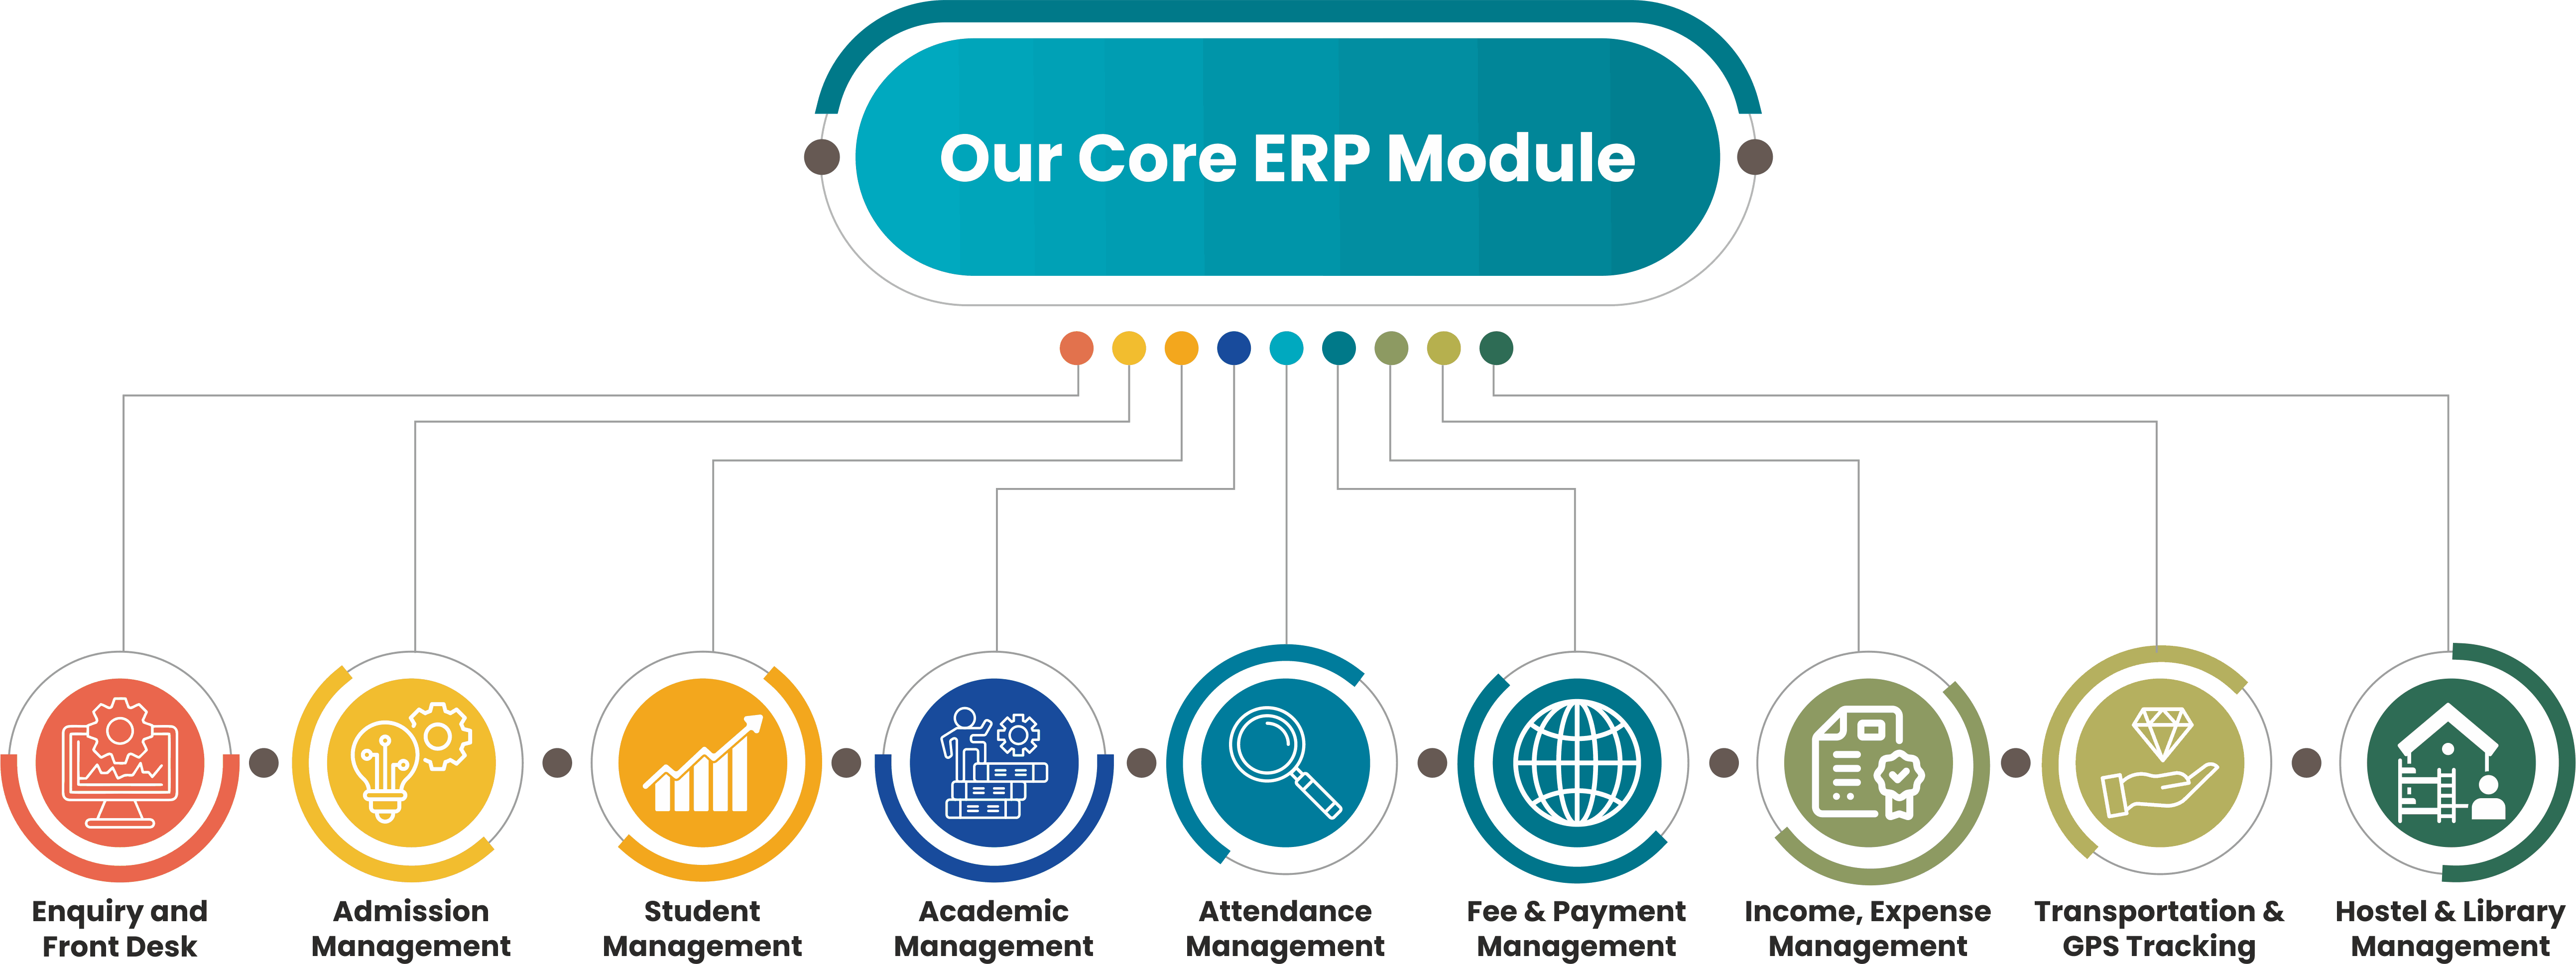 Our Core ERP Module
Enquiry and
Front Desk
Admission
Management
Student
Management
Academic
Management
Attendance
Management
Fee & Payment
Management
Income, Expense
Management
Transportation &
GPS Tracking
Hostel & Library
Management